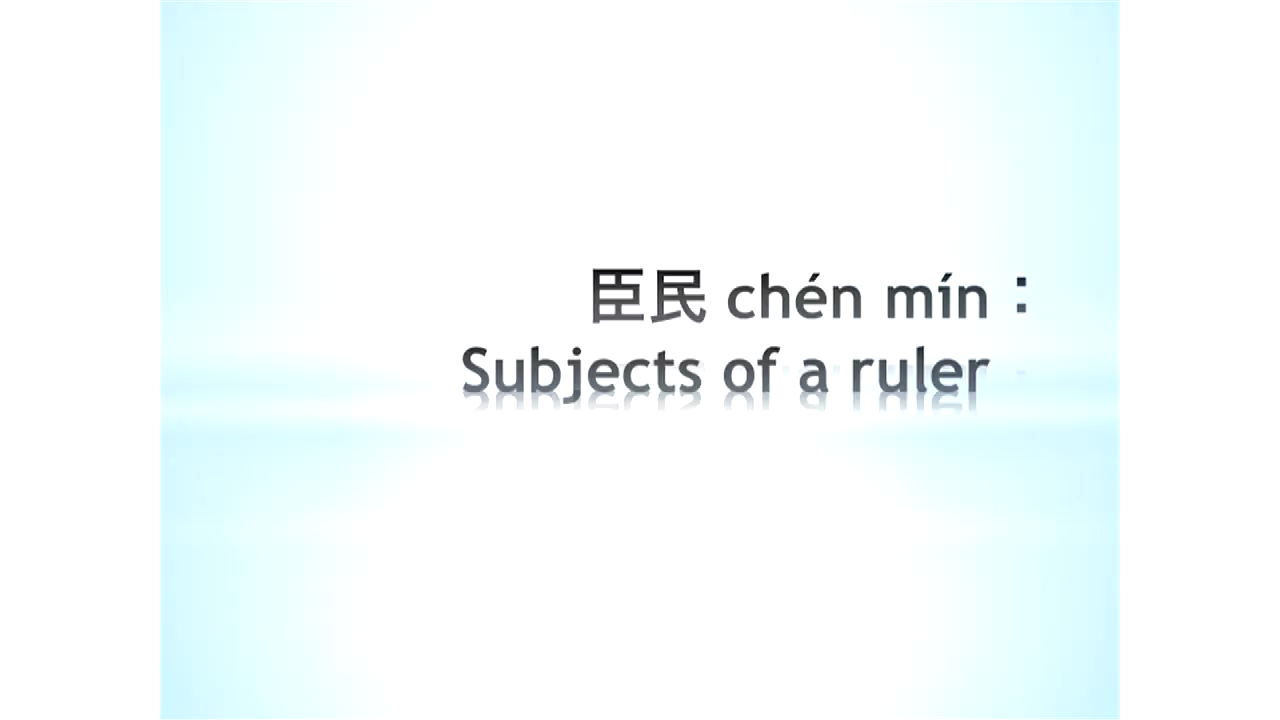 臣民 chén mín：
Subjects of a ruler